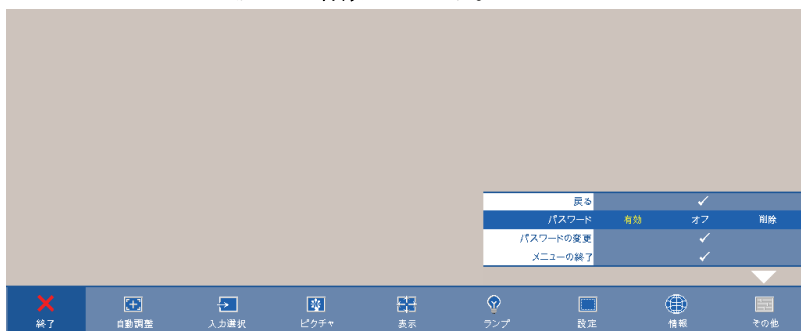 戻る
パスワード 有効 オフ 削除
パスワードの変更
メニューの終了
終了 自動調整 入力選択 ピクチャ 表示 ランプ 設定 情報 その他